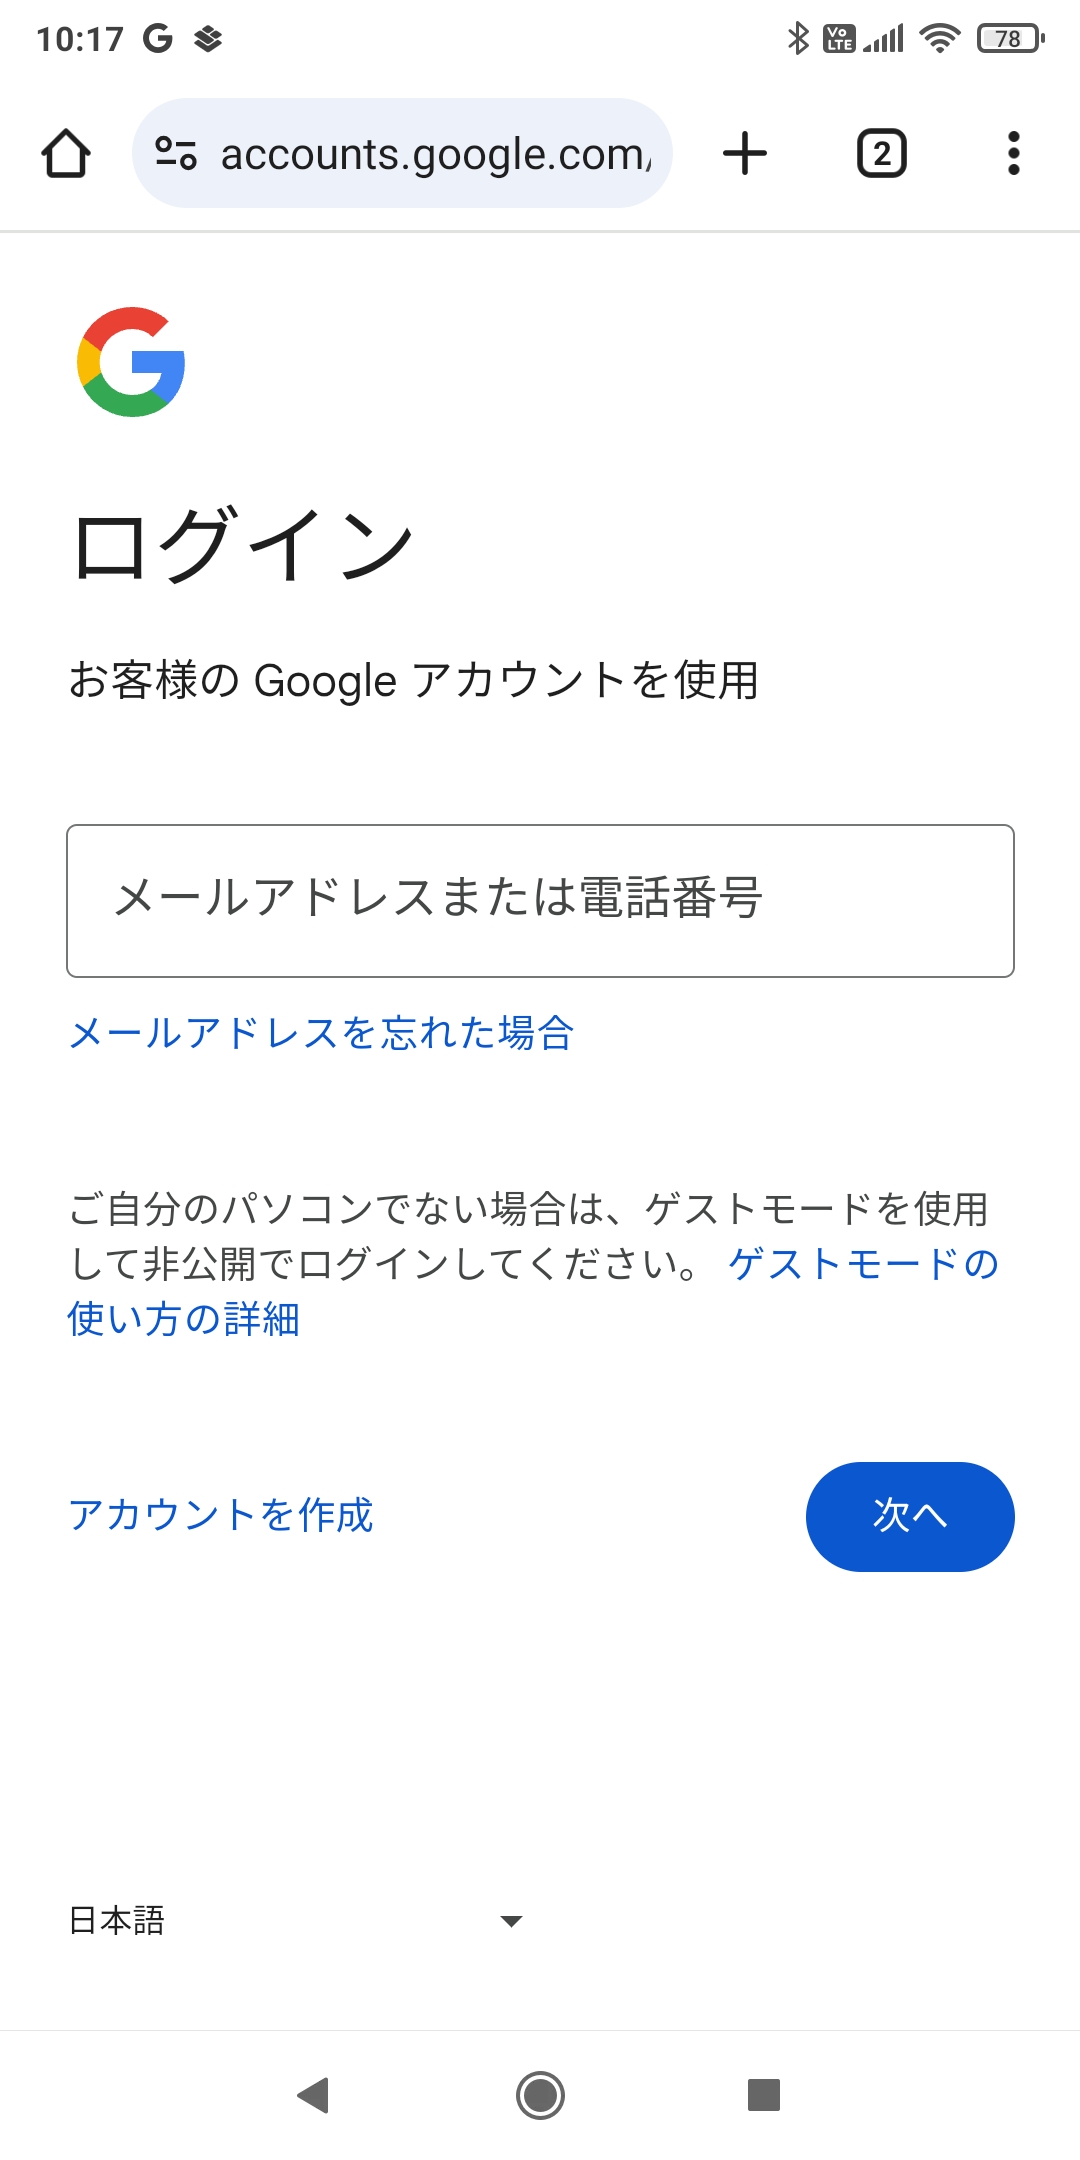 10:17
Vo LTE
78
accounts.google.com/
2
ログイン
お客様の Google アカウントを使用
メールアドレスまたは電話番号
メールアドレスを忘れた場合
ご自分のパソコンでない場合は、ゲストモードを使用
して非公開でログインしてください。 ゲストモードの
使い方の詳細
アカウントを作成
次へ
日本語